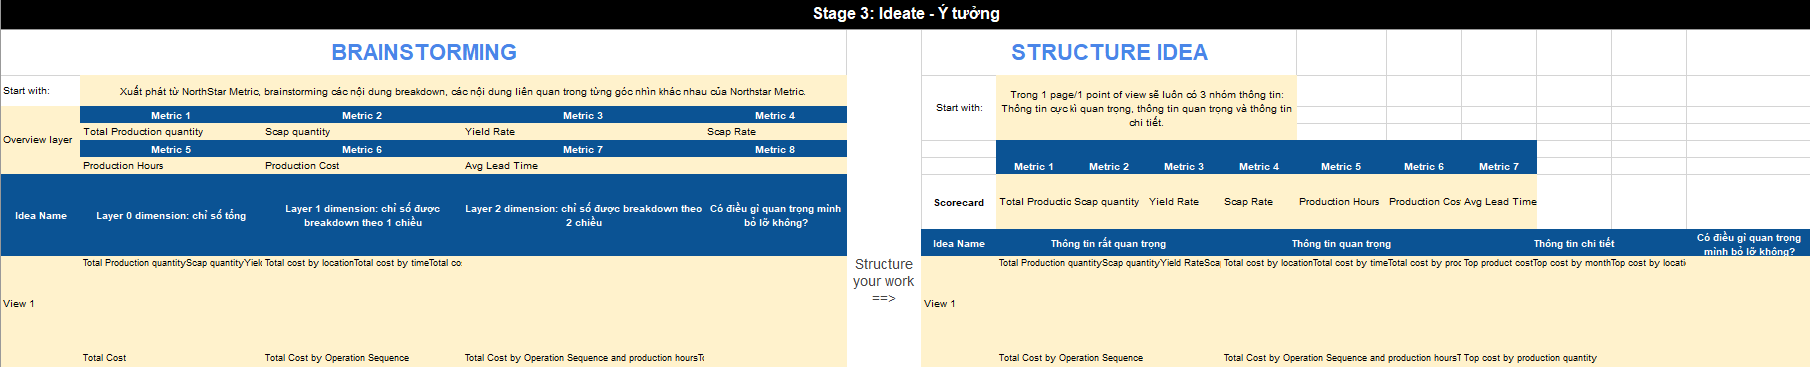 Stage 3: Ideate - Ý tưởng
BRAINSTORMING
Start with:
Xuất phát từ NorthStar Metric, brainstorming các nội dung breakdown, các nội dung liên quan trong từng góc nhìn khác nhau của Northstar Metric.
Overview layer
Metric 1 Metric 2 Metric 3 Metric 4
Total Production quantity Scap quantity Yield Rate Scap Rate
Metric 5 Metric 6 Metric 7 Metric 8
Production Hours Production Cost Avg Lead Time
Idea Name
Layer 0 dimension: chỉ số tổng
Layer 1 dimension: chỉ số được
breakdown theo 1 chiều
Layer 2 dimension: chỉ số được breakdown theo
2 chiều
Có điều gì quan trọng mình
bỏ lỡ không?
View 1
Total Production quantityScap quantityYiel Total cost by locationTotal cost by timeTotal co
Total Cost Total Cost by Operation Sequence Total Cost by Operation Sequence and production hoursTo
Structure
your work
==>
STRUCTURE IDEA
Start with:
Trong 1 page/1 point of view sẽ luôn có 3 nhóm thông tin:
Thông tin cực kì quan trọng, thông tin quan trọng và thông tin
chi tiết.
Metric 1 Metric 2 Metric 3 Metric 4 Metric 5 Metric 6 Metric 7
Scorecard Total Productic Scap quantity Yield Rate Scap Rate Production Hours Production Cos Avg Lead Time
Idea Name Thông tin rất quan trọng Thông tin quan trọng Thông tin chi tiết
Có điều gì quan trọng
mình bỏ lỡ không?
View 1
Total Production quantityScap quantityYield RateSca Total cost by locationTotal cost by timeTotal cost by proc Top product costTop cost by monthTop cost by locati
Total Cost by Operation Sequence Total Cost by Operation Sequence and production hoursT Top cost by production quantity